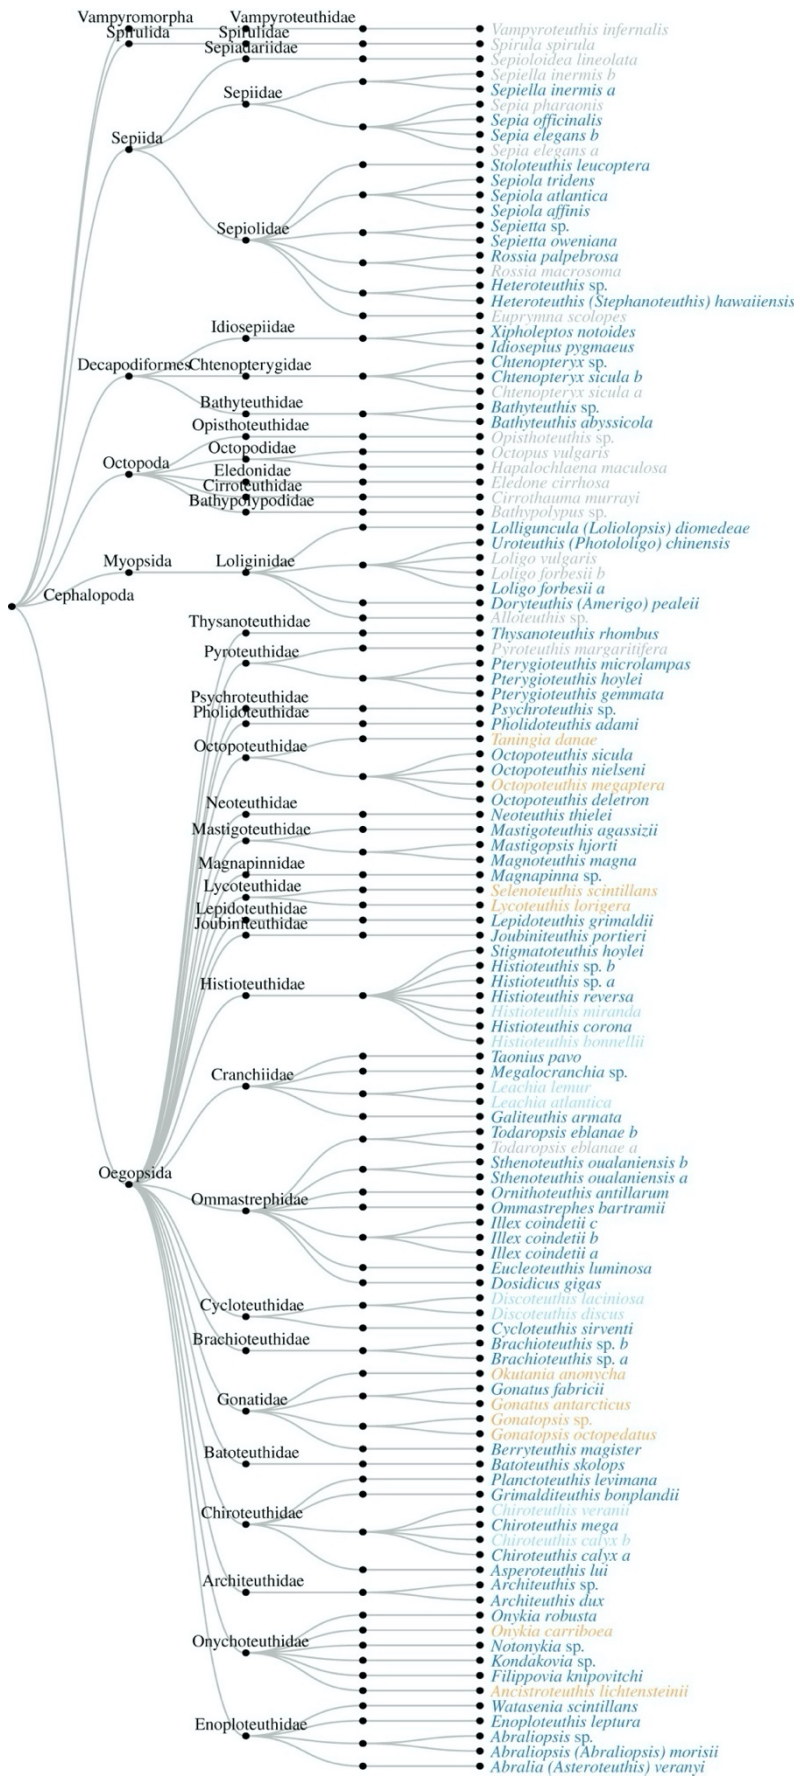 Vampyromorpha Vampyroteuthidae Vampyroteuthis infernalis
Spirulida Spirulidae Spirula spirula
Sepiadariidae Sepioloidea lineolata
Sepiella inermis b
Sepiidae Sepiella inermis a
Sepia pharaonis
Sepia officinalis
Sepiida Sepia elegans b
Sepia elegans a
Stoloteuthis leucoptera
Sepiola tridens
Sepiola atlantica
Sepiola affinis
Sepiolidae Sepietta sp.
Sepietta oweniana
Rossia palpebrosa
Rossia macrosoma
Heteroteuthis sp.
Heteroteuthis (Stephanoteuthis) hawaiiensis
Euprymna scolopes
Idiosepiidae Xipholeptos notoides
Idiosepius pygmaeus
Decapodiformes Chtenopterygidae Chtenopteryx sp.
Chtenopteryx sicula b
Chtenopteryx sicula a
Bathyteuthidae Bathyteuthis sp.
Bathyteuthis abyssicola
Opisthoteuthidae Opisthoteuthis sp.
Octopodidae Octopus vulgaris
Octopoda Eledonidae Hapalochlaena maculosa
Cirroteuthidae Eledone cirrhosa
Bathypolypodidae Cirrothauma murrayi
Bathypolypus sp.
Lolliguncula (Loliolopsis) diomedeae
Uroteuthis (Photololigo) chinensis
Myopsida Loliginidae Loligo vulgaris
Loligo forbesii b
Loligo forbesii a
Cephalopoda Doryteuthis (Amerigo) pealeii
Alloteuthis sp.
Thysanoteuthidae Thysanoteuthis rhombus
Pyroteuthidae Pyroteuthis margaritifera
Pterygioteuthis microlampas
Pterygioteuthis hoylei
Pterygioteuthis gemmata
Psychroteuthidae Psychroteuthis sp.
Pholidoteuthidae Pholidoteuthis adami
Taningia danae
Octopoteuthidae Octopoteuthis sicula
Octopoteuthis nielseni
Octopoteuthis megaptera
Octopoteuthis deletron
Neoteuthidae Neoteuthis thielei
Mastigoteuthidae Mastigoteuthis agassizii
Mastigopsis hjorti
Magnoteuthis magna
Magnapinnidae Magnapinna sp.
Lycoteuthidae Selenoteuthis scintillans
Lycoteuthis lorigera
Lepidoteuthidae Lepidoteuthis grimaldii
Joubiniteuthidae Joubiniteuthis portieri
Stigmatoteuthis hoylei
Histioteuthis sp. b
Histioteuthis sp. a
Histioteuthidae Histioteuthis reversa
Histioteuthis miranda
Histioteuthis corona
Histioteuthis bonnellii
Taonius pavo
Cranchiidae Megalocranchia sp.
Leachia lemur
Leachia atlantica
Galiteuthis armata
Todaropsis eblanae b
Todaropsis eblanae a
Sthenoteuthis oualaniensis b
Oegopsida Sthenoteuthis oualaniensis a
Ornithoteuthis antillarum
Ommastrephidae Ommastrephes bartramii
Illex coindetii c
Illex coindetii b
Illex coindetii a
Eucleoteuthis luminosa
Dosidicus gigas
Cycloteuthidae Discoteuthis laciniosa
Discoteuthis discus
Cycloteuthis sirventi
Brachioteuthidae Brachioteuthis sp. b
Brachioteuthis sp. a
Okutania anonycha
Gonatidae Gonatus fabricii
Gonatus antarcticus
Gonatopsis sp.
Gonatopsis octopedatus
Batoteuthidae Berryteuthis magister
Batoteuthis skolops
Planctoteuthis levimana
Grimalditeuthis bonplandii
Chiroteuthidae Chiroteuthis veranii
Chiroteuthis mega
Chiroteuthis calyx b
Chiroteuthis calyx a
Asperoteuthis lui
Architeuthidae Architeuthis sp.
Architeuthis dux
Onykia robusta
Onykia carriboea
Onychoteuthidae Notonykia sp.
Kondakovia sp.
Filippovia knipovitchi
Ancistroteuthis lichtensteinii
Watasenia scintillans
Enoploteuthidae Enoploteuthis leptura
Abraliopsis sp.
Abraliopsis (Abraliopsis) morisii
Abralia (Asteroteuthis) veranyi